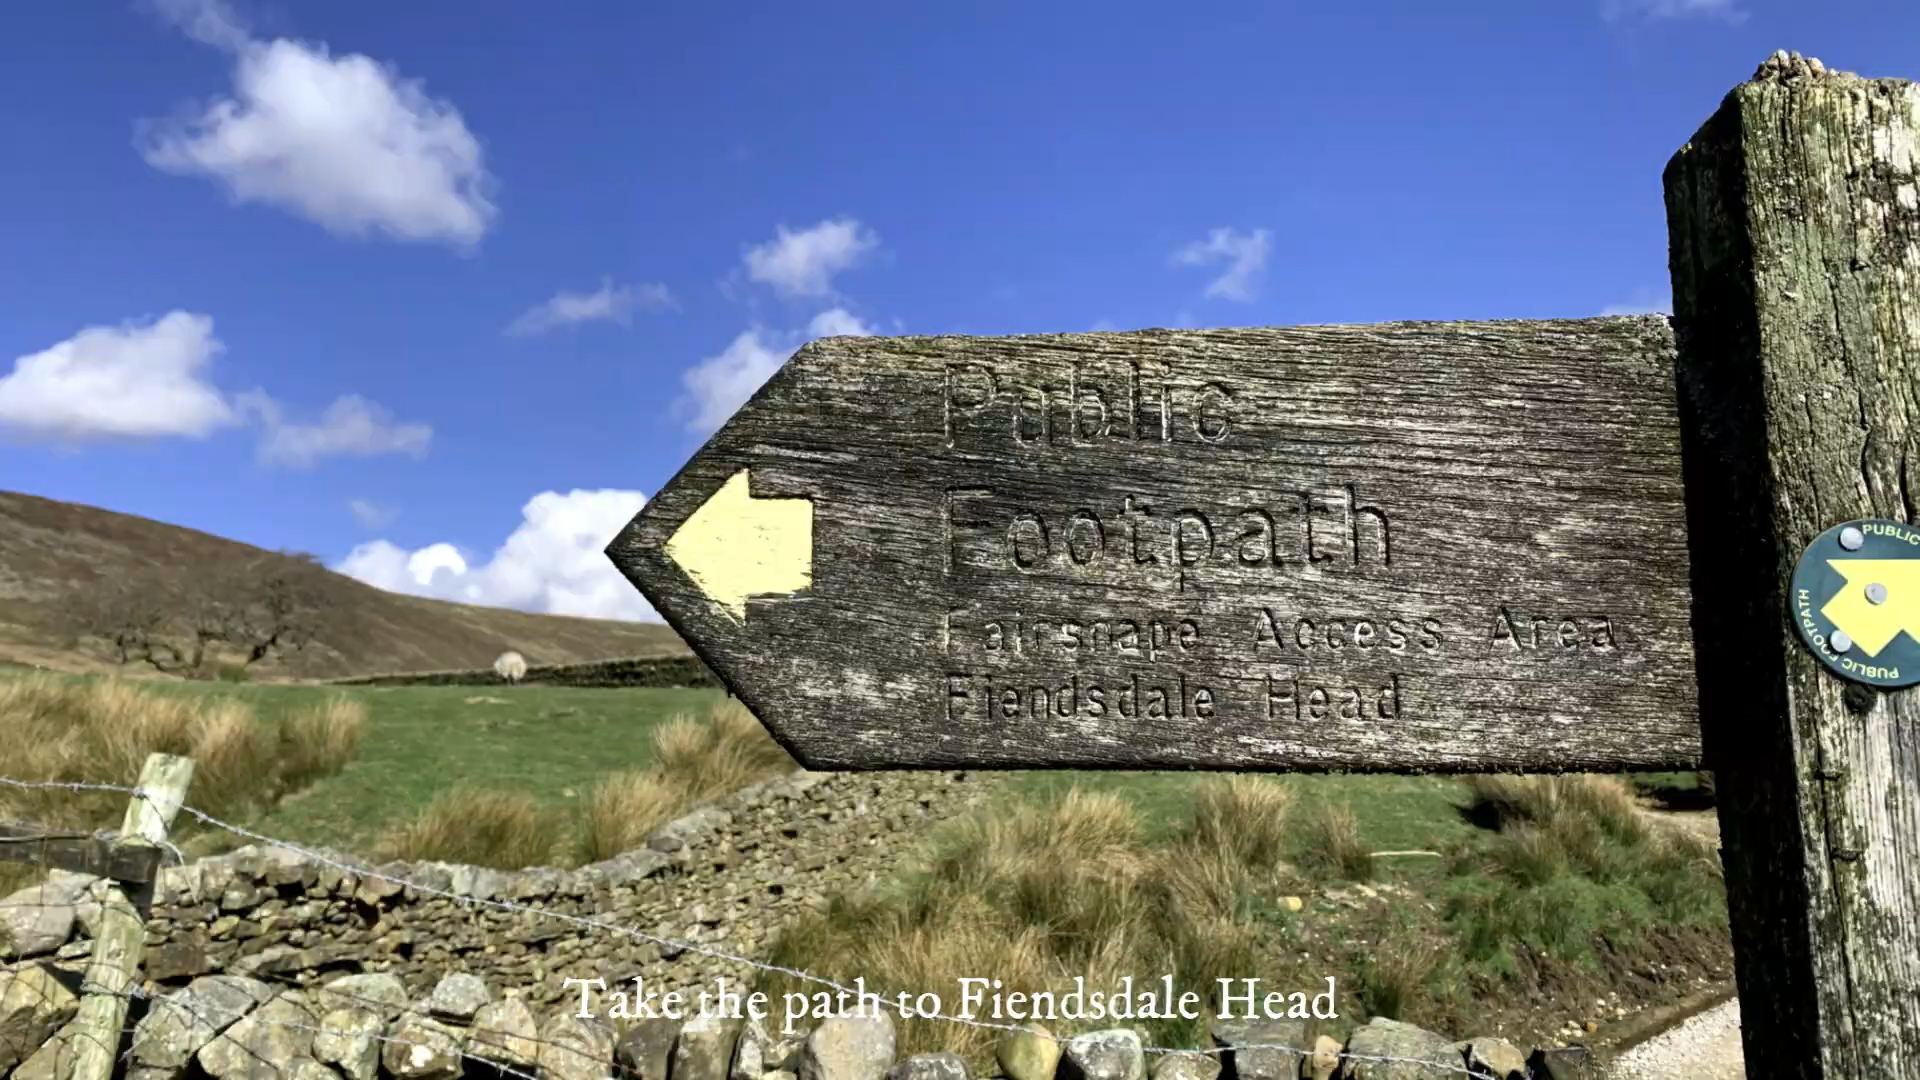 Public
Footpath
Fairsnape Access Area
Fiendsdale Head
PUBLIC
PUBLIC FOOTPATH
Take the path to Fiendsdale Head